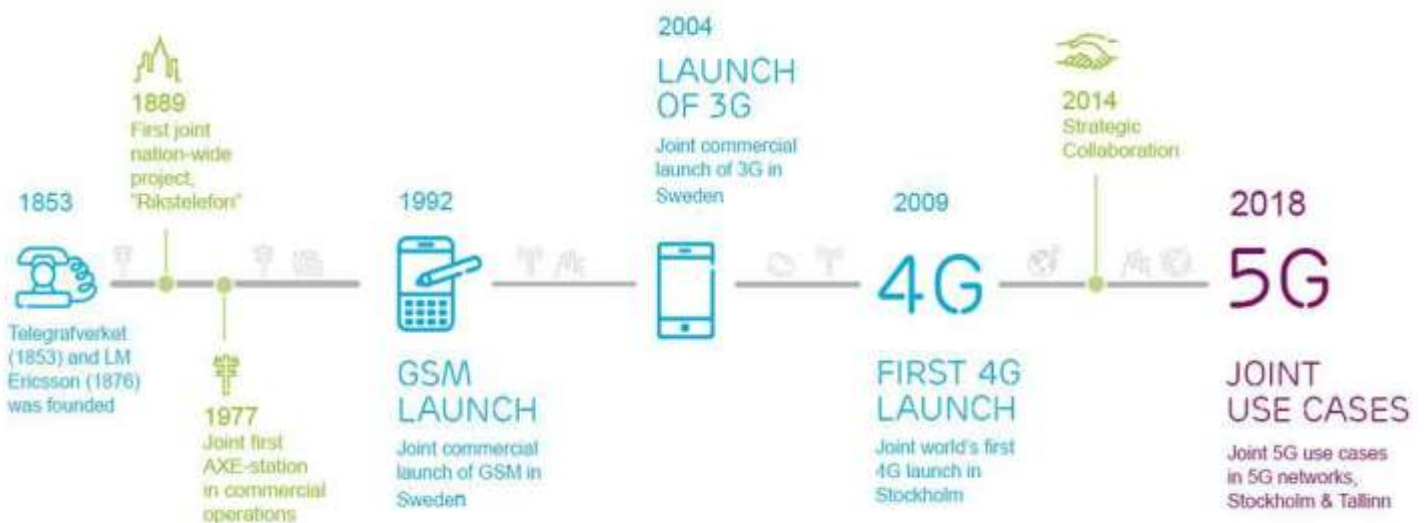 1853
Telegrafverket
(1853) and LM
Ericsson (1876)
was founded
1889
First joint
nation-wide
project,
"Rikstelefon"
1977
Joint first
AXE-station
in commercial
operations
1992
GSM
LAUNCH
Joint commercial
launch of GSM in
Sweden
2004
LAUNCH
OF 3G
Joint commercial
launch of 3G in
Sweden
2009
4G
FIRST 4G
LAUNCH
Joint world's first
4G launch in
Stockholm
2014
Strategic
Collaboration
2018
5G
JOINT
USE CASES
Joint 5G use cases
in 5G networks,
Stockholm & Tallinn